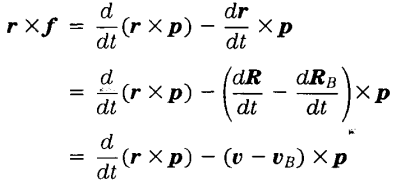 r × f = d/dt (r × p) − dr/dt × p
= d/dt (r × p) − (dR/dt − dR_B/dt) × p
= d/dt (r × p) − (v − v_B) × p